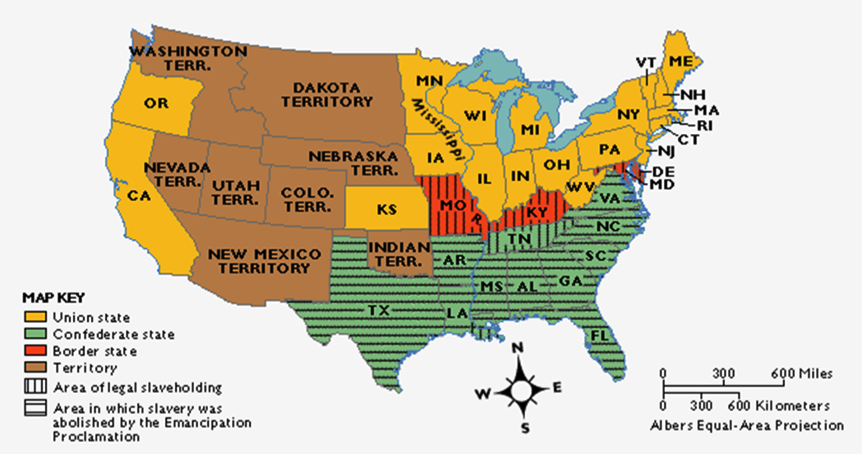 WASHINGTON
TERR.
OR
DAKOTA
TERRITORY
MN
Mississippi
R
WI
MI
VT
ME
NH
MA
RI
CT
NY
NJ
PA
DE
MD
NEVADA
TERR.
UTAH
TERR.
COLO.
TERR.
NEBRASKA
TERR.
CA
KS
IA
IL
IN
OH
WV
VA
MO
KY
NC
TN
SC
NEW MEXICO
TERRITORY
INDIAN
TERR.
AR
MS
AL
GA
TX
LA
FL
MAP KEY
Union state
Confederate state
Border state
Territory
Area of legal slaveholding
Area in which slavery was
abolished by the Emancipation
Proclamation
N
W
E
S
0 300 600 Miles
0 300 600 Kilometers
Albers Equal-Area Projection